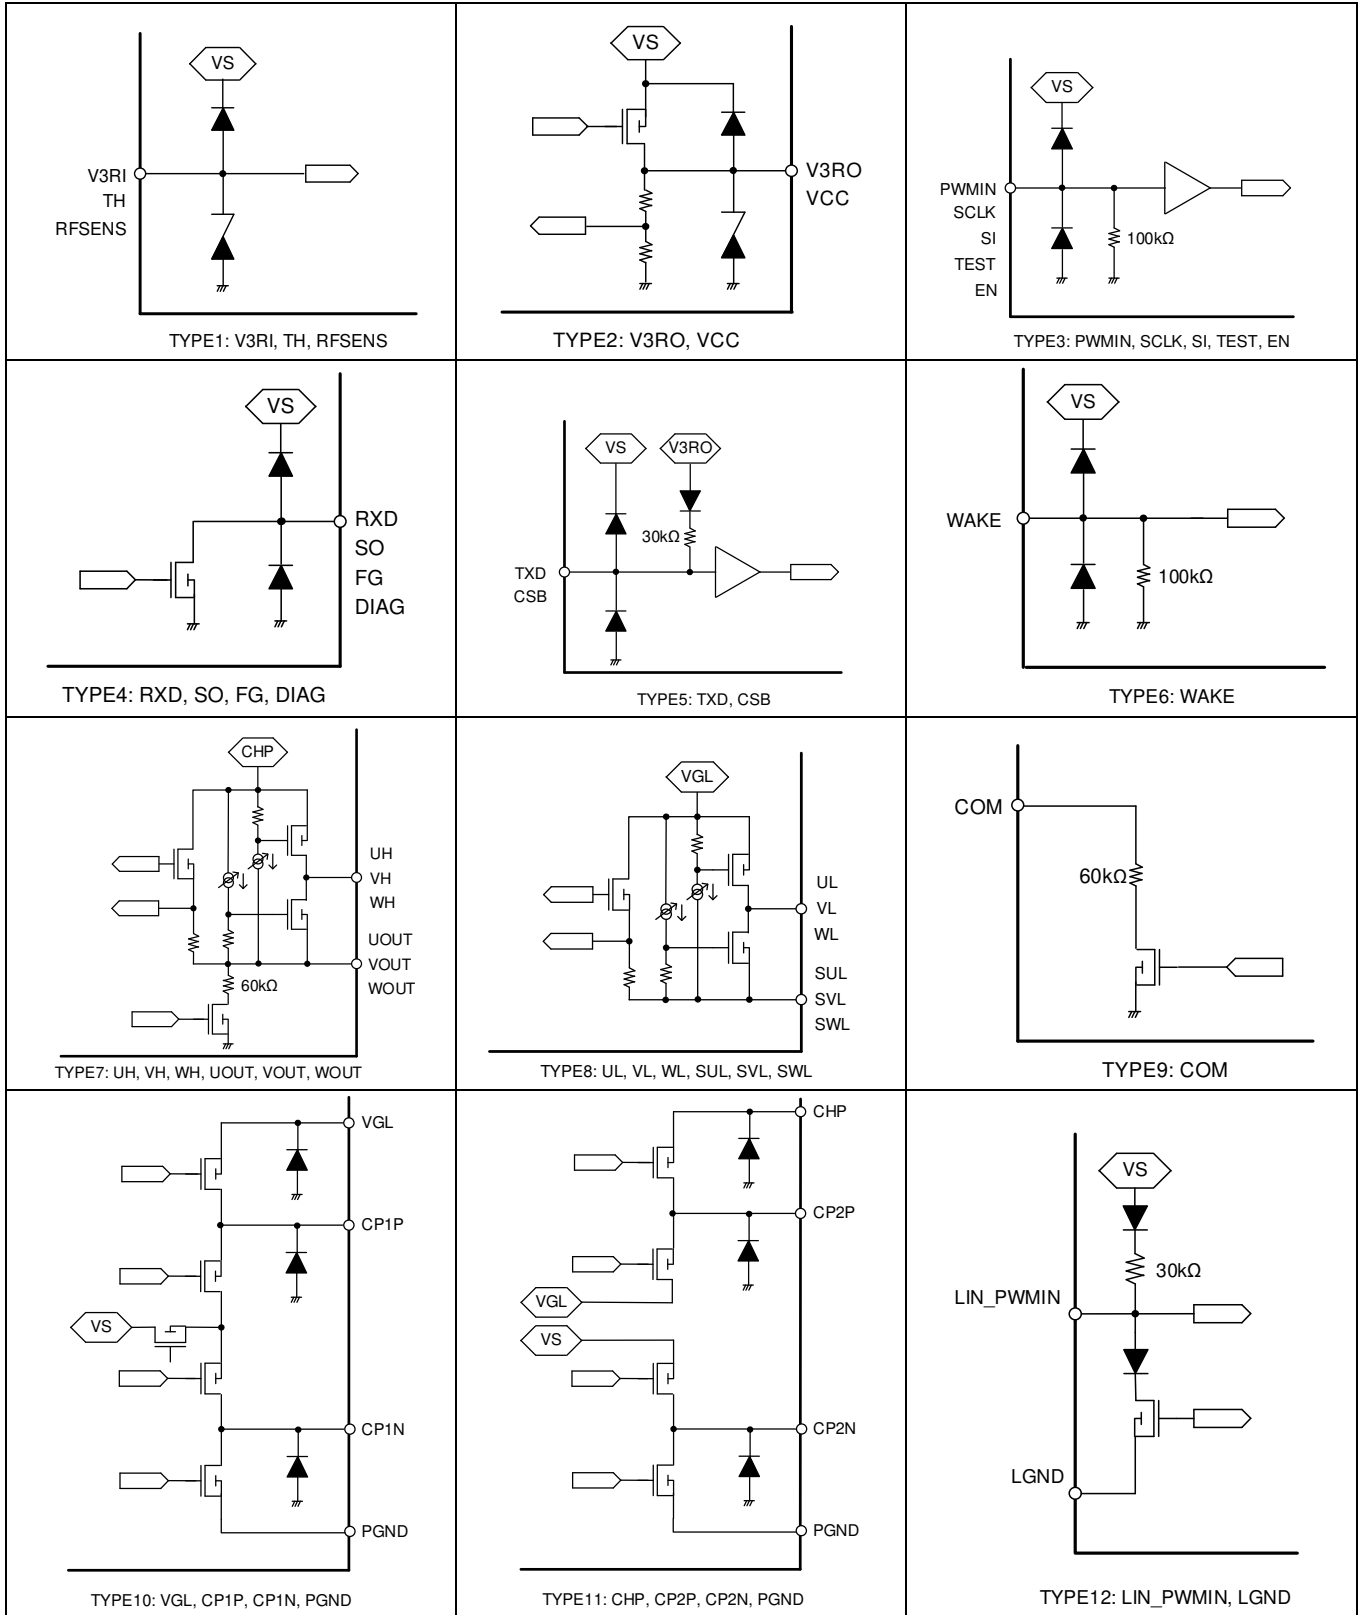 VS
V3RI
TH
RFSENS
TYPE1: V3RI, TH, RFSENS
VS
V3RO
VCC
TYPE2: V3RO, VCC
VS
PWMIN
SCLK
SI
TEST
EN
100kΩ
TYPE3: PWMIN, SCLK, SI, TEST, EN
VS
RXD
SO
FG
DIAG
TYPE4: RXD, SO, FG, DIAG
VS
V3RO
30kΩ
TXD
CSB
TYPE5: TXD, CSB
VS
WAKE
100kΩ
TYPE6: WAKE
CHP
UH
VH
WH
UOUT
VOUT
WOUT
60kΩ
TYPE7: UH, VH, WH, UOUT, VOUT, WOUT
VGL
UL
VL
WL
SUL
SVL
SWL
TYPE8: UL, VL, WL, SUL, SVL, SWL
COM
60kΩ
TYPE9: COM
VGL
CP1P
VS
CP1N
PGND
TYPE10: VGL, CP1P, CP1N, PGND
CHP
CP2P
VGL
VS
CP2N
PGND
TYPE11: CHP, CP2P, CP2N, PGND
VS
30kΩ
LIN_PWMIN
LGND
TYPE12: LIN_PWMIN, LGND